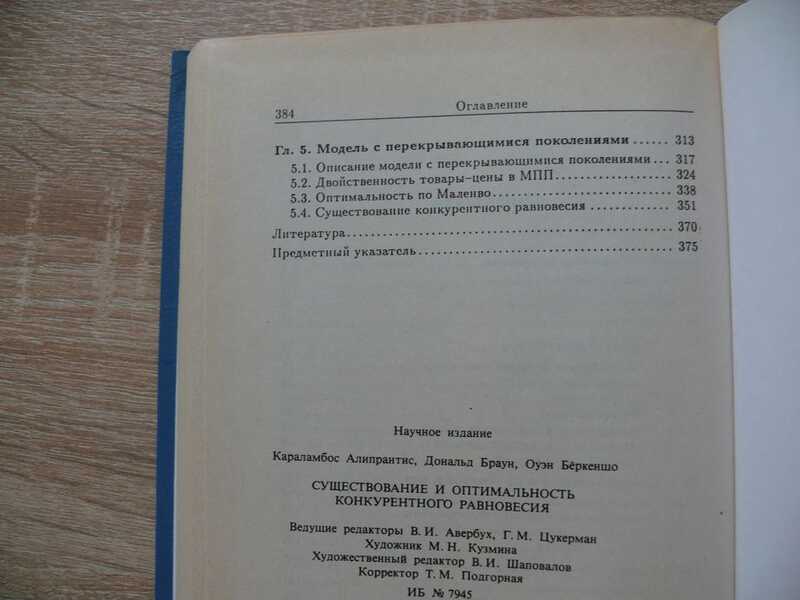 384 Оглавление
Гл. 5. Модель с перекрывающимися поколениями ...... 313
5.1. Описание модели с перекрывающимися поколениями ... 317
5.2. Двойственность товары–цены в МПП ................. 324
5.3. Оптимальность по Маленво ........................ 338
5.4. Существование конкурентного равновесия ........... 351
Литература ................................................ 370
Предметный указатель ...................................... 375
Научное издание
Караламбос Алипрантис, Дональд Браун, Оуэн Бёркеншо
СУЩЕСТВОВАНИЕ И ОПТИМАЛЬНОСТЬ
КОНКУРЕНТНОГО РАВНОВЕСИЯ
Ведущие редакторы В. И. Авербух, Г. М. Цукерман
Художник М. Н. Кузмина
Художественный редактор В. И. Шаповалов
Корректор Т. М. Подгорная
ИБ № 7945